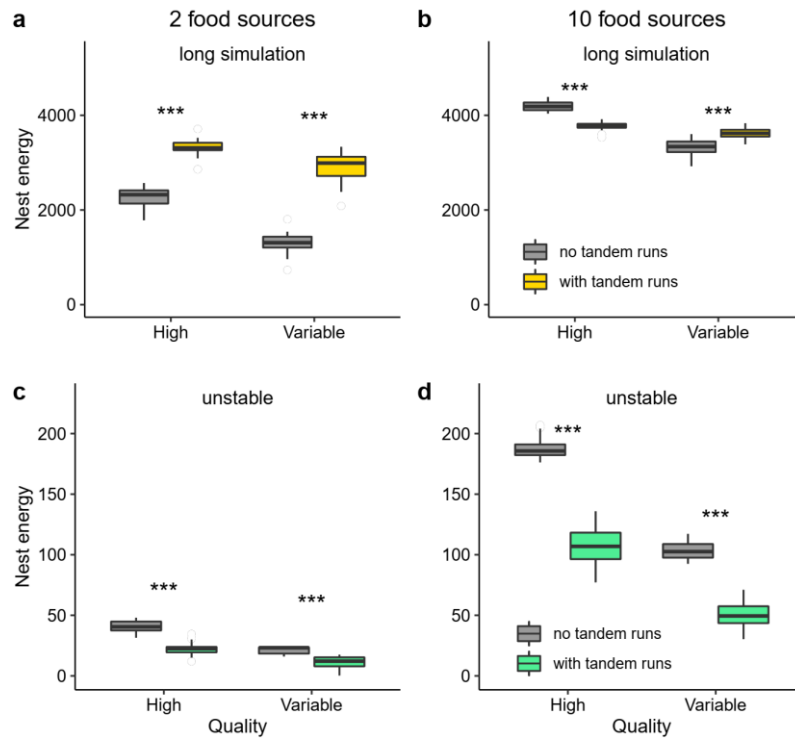 a
2 food sources
long simulation
Nest energy
4000
2000
0
***
***
High
Variable
b
10 food sources
long simulation
4000
2000
0
***
***
no tandem runs
with tandem runs
High
Variable
c
unstable
Nest energy
200
150
100
50
0
***
***
High
Variable
Quality
d
unstable
200
150
100
50
0
***
***
no tandem runs
with tandem runs
High
Variable
Quality